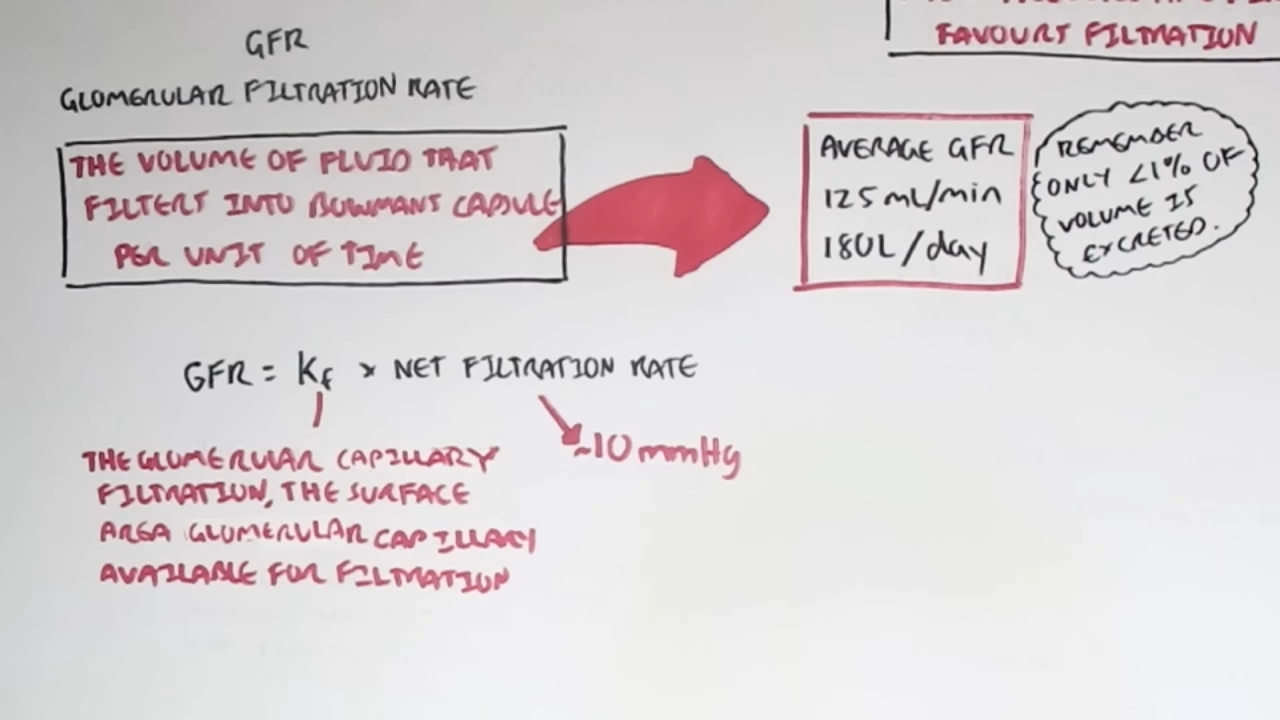 GFR
GLOMERULAR FILTRATION RATE
THE VOLUME OF FLUID THAT
FILTERS INTO BOWMANS CAPSULE
PER UNIT OF TIME
FAVOURS FILTRATION
AVERAGE GFR
125 mL/min
180L/day
REMEMBER
ONLY <1% OF
VOLUME IS
EXCRETED.
GFR = Kf × NET FILTRATION RATE
~10 mmHg
THE GLOMERULAR CAPILLARY
FILTRATION, THE SURFACE
AREA GLOMERULAR CAPILLARY
AVAILABLE FOR FILTRATION